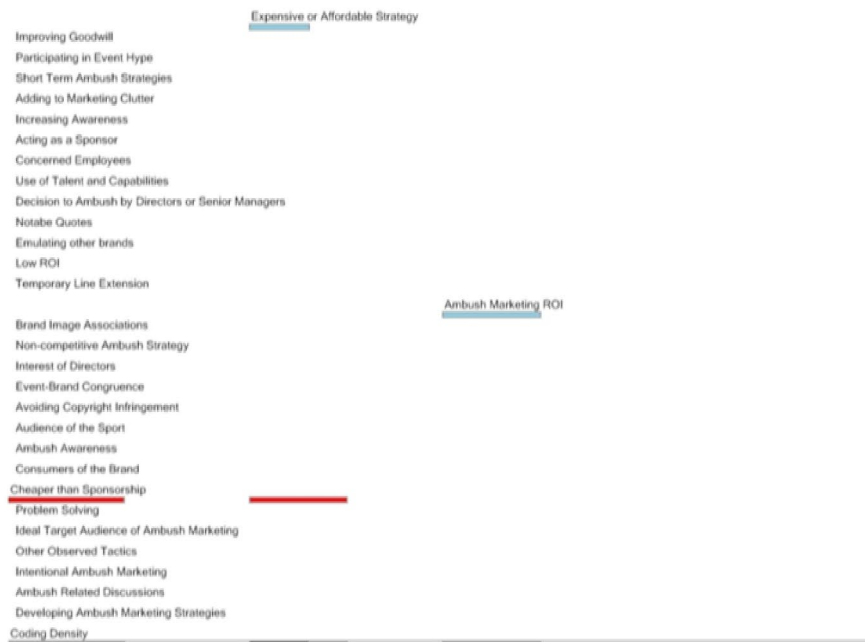 Expensive or Affordable Strategy
Improving Goodwill
Participating in Event Hype
Short Term Ambush Strategies
Adding to Marketing Clutter
Increasing Awareness
Acting as a Sponsor
Concerned Employees
Use of Talent and Capabilities
Decision to Ambush by Directors or Senior Managers
Notabe Quotes
Emulating other brands
Low ROI
Temporary Line Extension
Ambush Marketing ROI
Brand Image Associations
Non-competitive Ambush Strategy
Interest of Directors
Event-Brand Congruence
Avoiding Copyright Infringement
Audience of the Sport
Ambush Awareness
Consumers of the Brand
Cheaper than Sponsorship
Problem Solving
Ideal Target Audience of Ambush Marketing
Other Observed Tactics
Intentional Ambush Marketing
Ambush Related Discussions
Developing Ambush Marketing Strategies
Coding Density